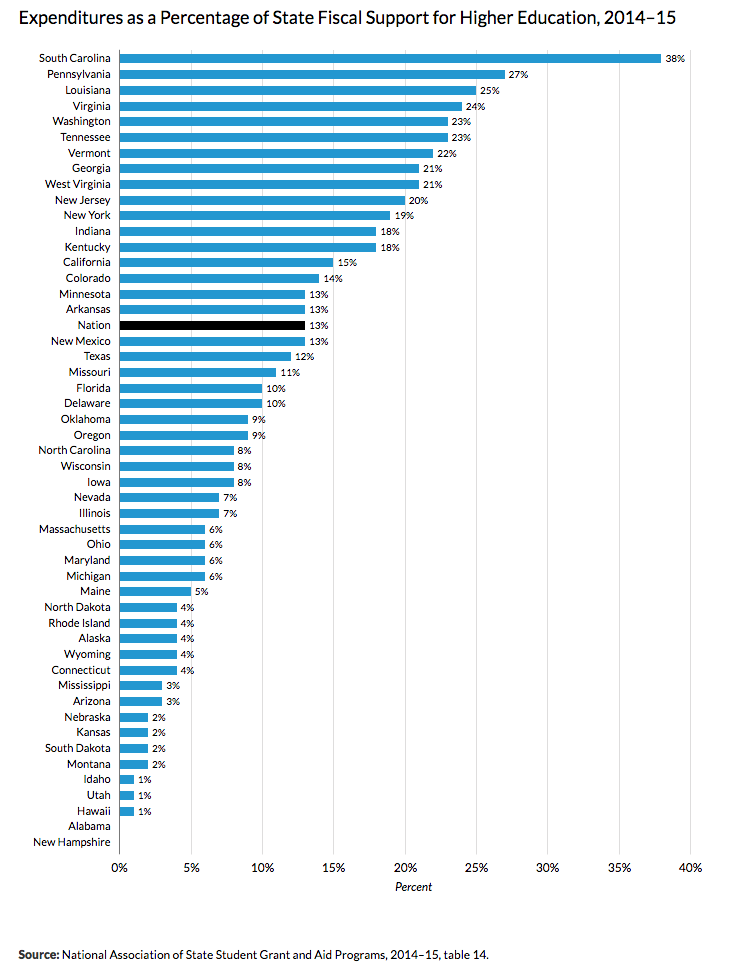 Expenditures as a Percentage of State Fiscal Support for Higher Education, 2014–15
South Carolina 38%
Pennsylvania 27%
Louisiana 25%
Virginia 24%
Washington 23%
Tennessee 23%
Vermont 22%
Georgia 21%
West Virginia 21%
New Jersey 20%
New York 19%
Indiana 18%
Kentucky 18%
California 15%
Colorado 14%
Minnesota 13%
Arkansas 13%
Nation 13%
New Mexico 13%
Texas 12%
Missouri 11%
Florida 10%
Delaware 10%
Oklahoma 9%
Oregon 9%
North Carolina 8%
Wisconsin 8%
Iowa 8%
Nevada 7%
Illinois 7%
Massachusetts 6%
Ohio 6%
Maryland 6%
Michigan 6%
Maine 5%
North Dakota 4%
Rhode Island 4%
Alaska 4%
Wyoming 4%
Connecticut 4%
Mississippi 3%
Arizona 3%
Nebraska 2%
Kansas 2%
South Dakota 2%
Montana 2%
Idaho 1%
Utah 1%
Hawaii 1%
Alabama
New Hampshire
0% 5% 10% 15% 20% 25% 30% 35% 40%
Percent
Source: National Association of State Student Grant and Aid Programs, 2014–15, table 14.